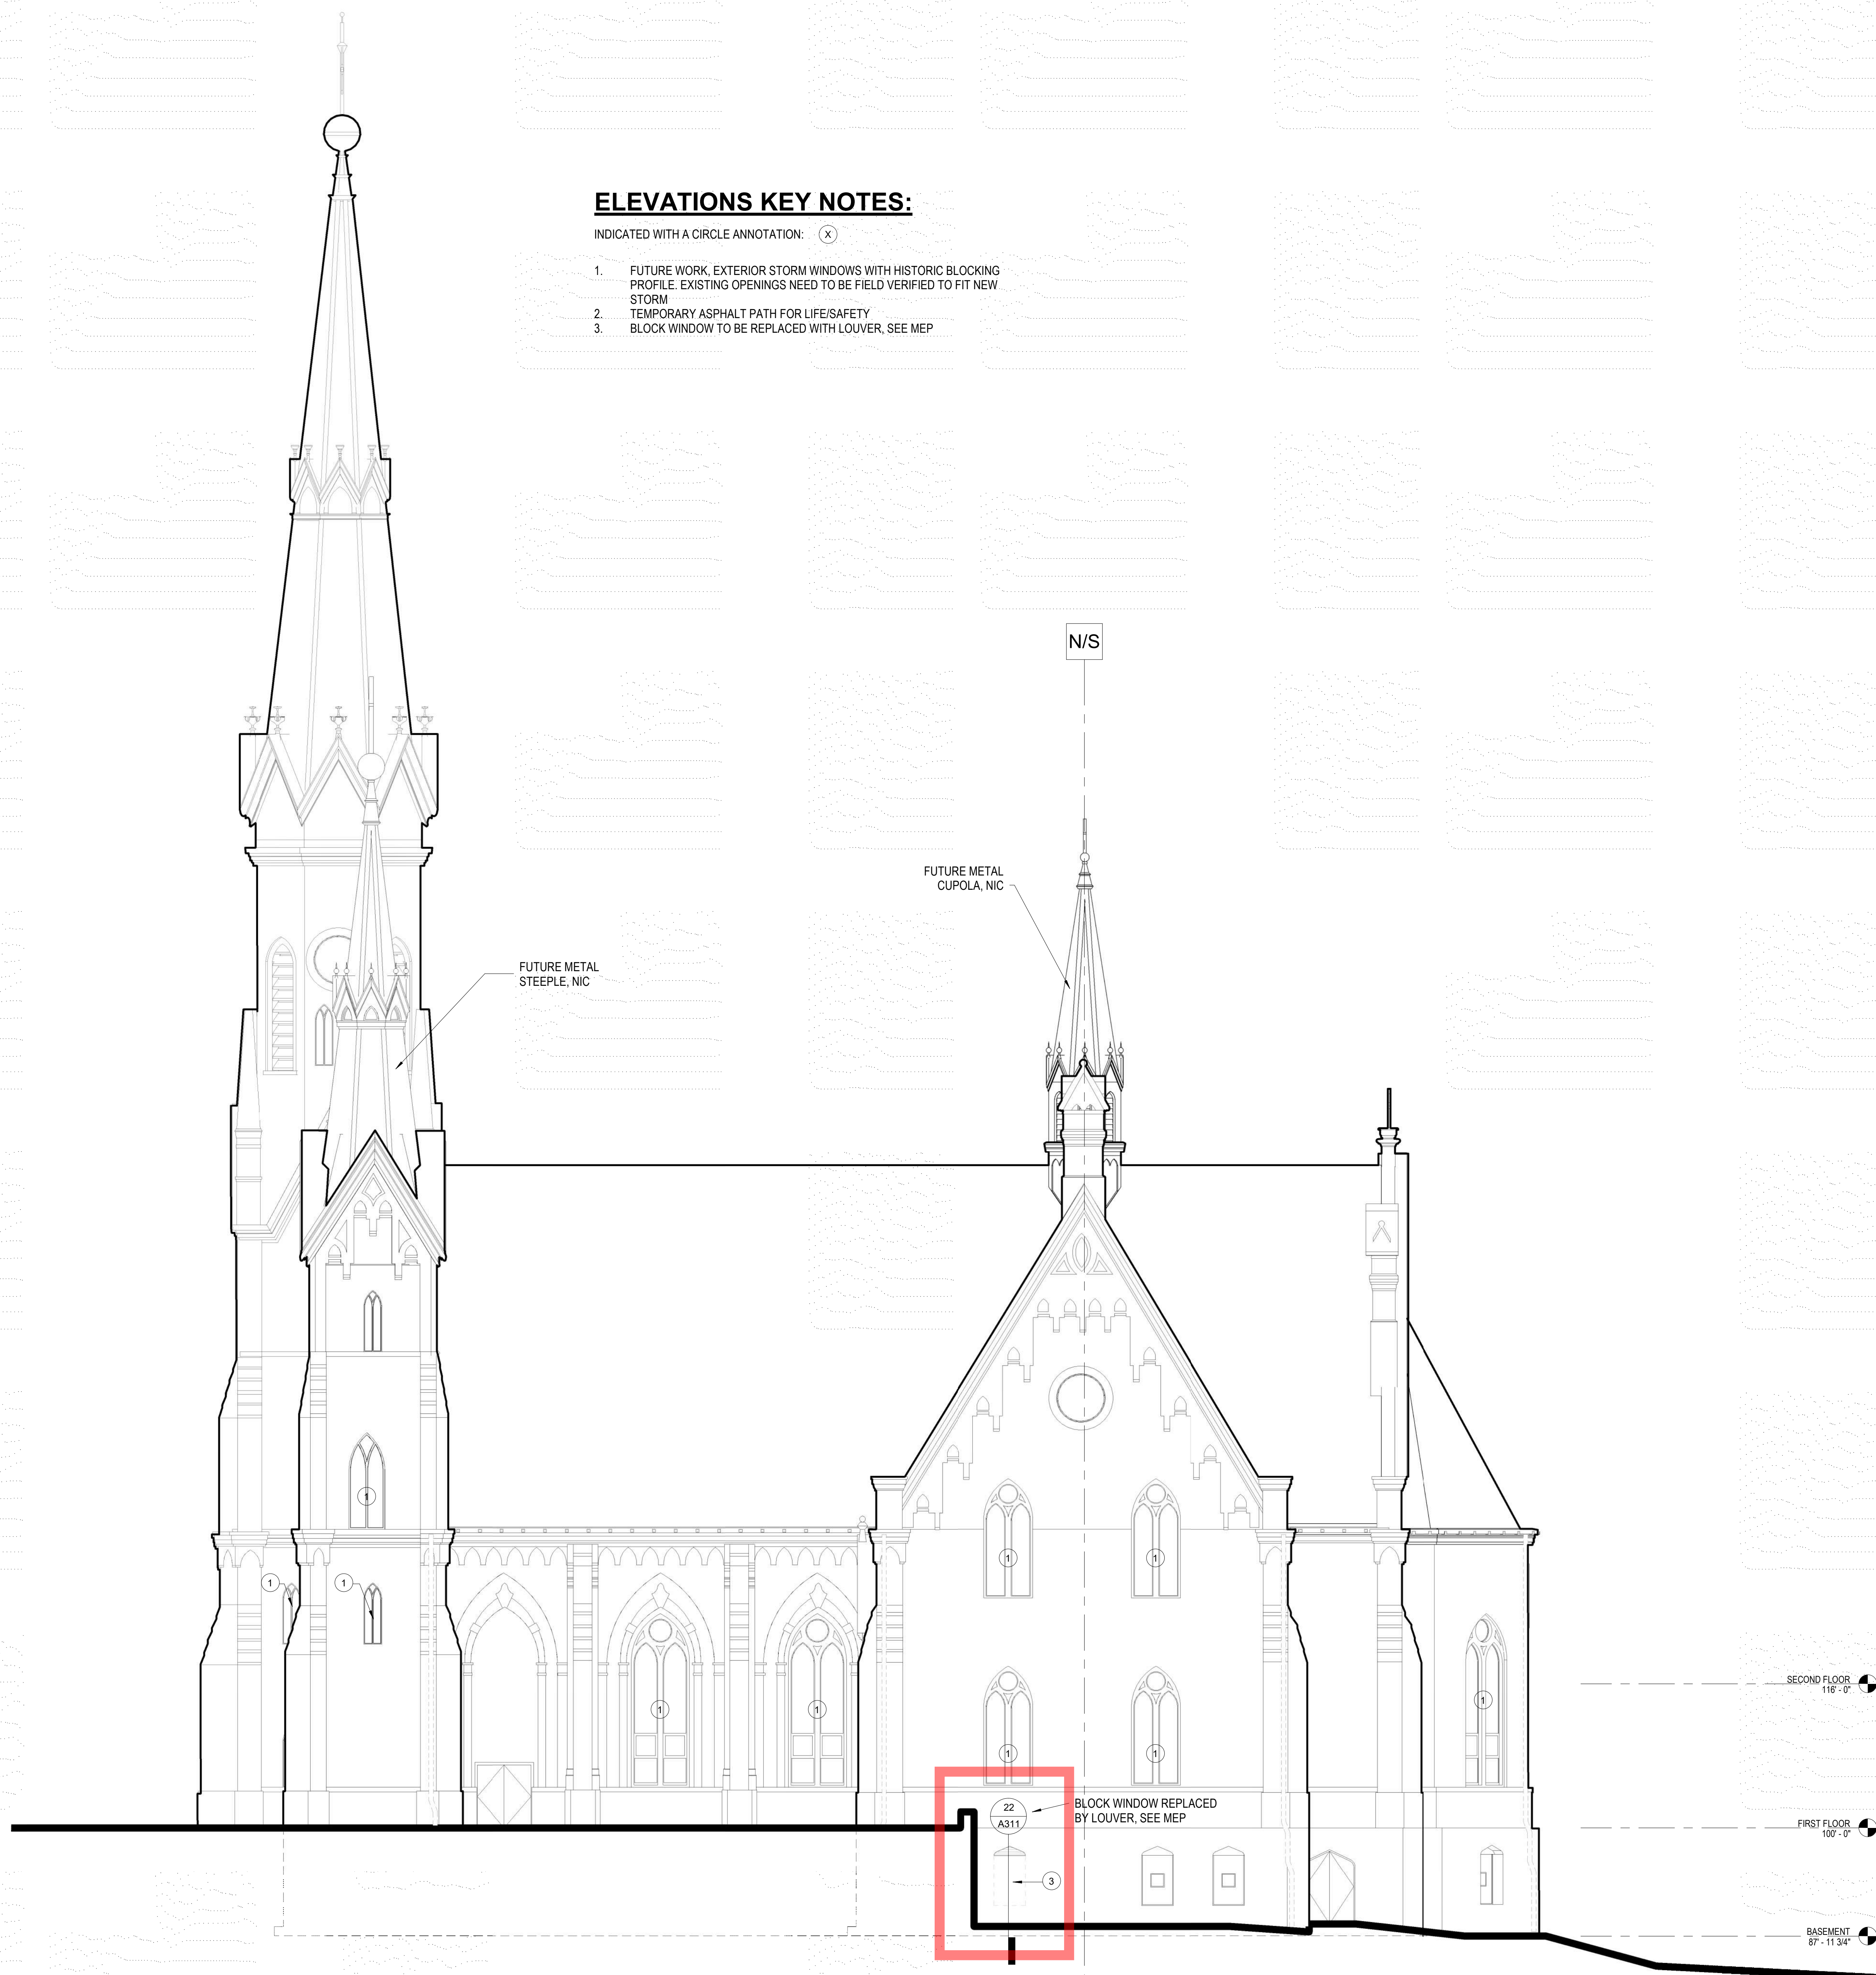 ELEVATIONS KEY NOTES:
INDICATED WITH A CIRCLE ANNOTATION: X
1. FUTURE WORK, EXTERIOR STORM WINDOWS WITH HISTORIC BLOCKING
PROFILE. EXISTING OPENINGS NEED TO BE FIELD VERIFIED TO FIT NEW
STORM
2. TEMPORARY ASPHALT PATH FOR LIFE/SAFETY
3. BLOCK WINDOW TO BE REPLACED WITH LOUVER, SEE MEP
N/S
FUTURE METAL
CUPOLA, NIC
FUTURE METAL
STEEPLE, NIC
1
1
1
1
1
SECOND FLOOR
116' - 0"
1
1
1
1
1
22
A311
BLOCK WINDOW REPLACED
BY LOUVER, SEE MEP
FIRST FLOOR
100' - 0"
3
BASEMENT
87' - 11 3/4"